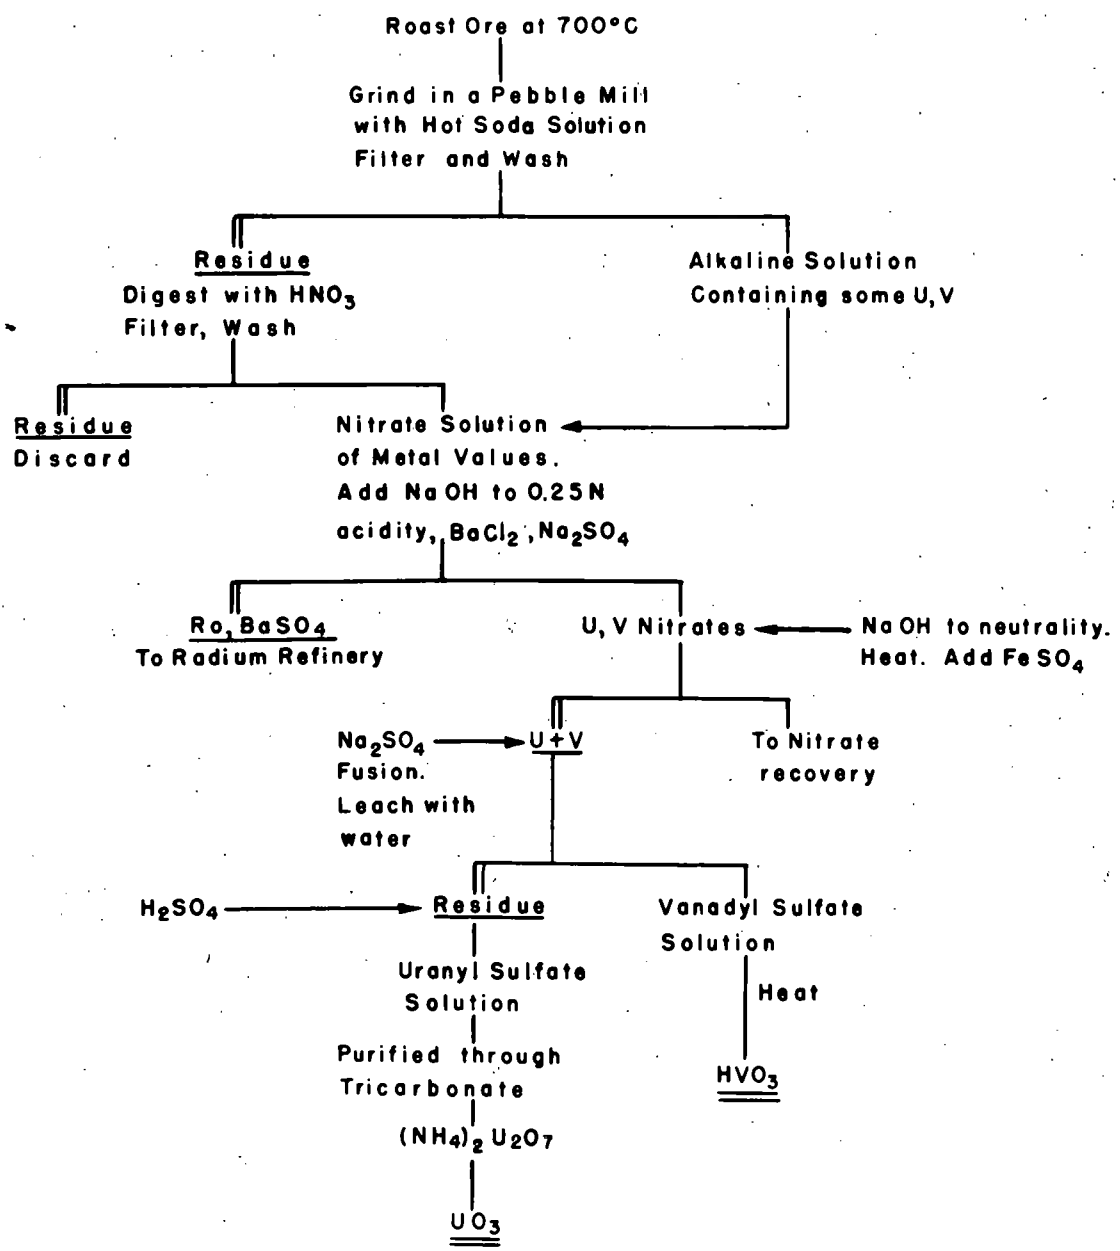 Roast Ore at 700°C
Grind in a Pebble Mill
with Hot Soda Solution
Filter and Wash
Residue
Digest with HNO₃
Filter, Wash
Alkaline Solution
Containing some U, V
Residue
Discard
Nitrate Solution
of Metal Values.
Add NaOH to 0.25N
acidity, BaCl₂, Na₂SO₄
Ra, BaSO₄
To Radium Refinery
U, V Nitrates
NaOH to neutrality.
Heat. Add FeSO₄
Na₂SO₄
Fusion.
Leach with
water
U + V
To Nitrate
recovery
H₂SO₄
Residue
Vanadyl Sulfate
Solution
Uranyl Sulfate
Solution
Heat
Purified through
Tricarbonate
HVO₃
(NH₄)₂ U₂O₇
UO₃